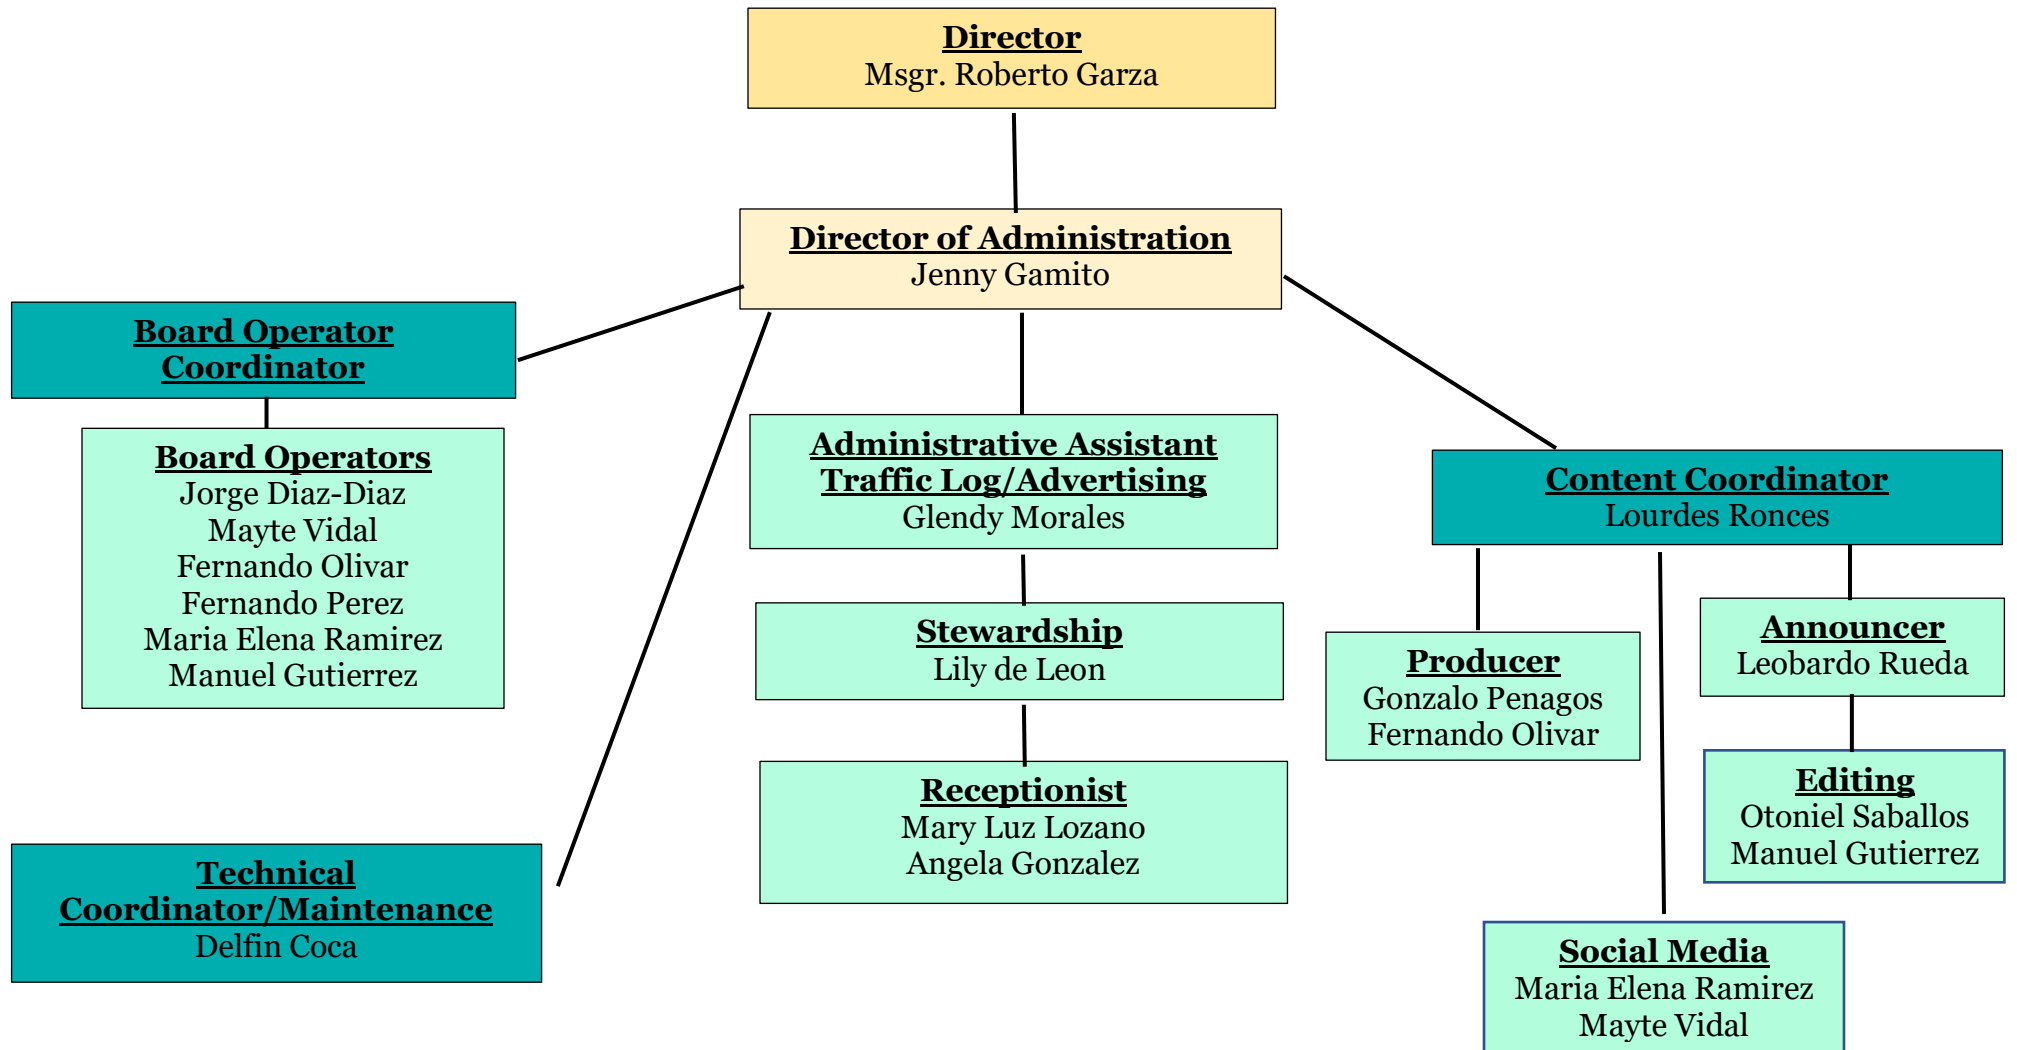 Director
Msgr. Roberto Garza
Director of Administration
Jenny Gamito
Board Operator
Coordinator
Board Operators
Jorge Diaz-Diaz
Mayte Vidal
Fernando Olivar
Fernando Perez
Maria Elena Ramirez
Manuel Gutierrez
Technical
Coordinator/Maintenance
Delfin Coca
Administrative Assistant
Traffic Log/Advertising
Glendy Morales
Stewardship
Lily de Leon
Receptionist
Mary Luz Lozano
Angela Gonzalez
Content Coordinator
Lourdes Ronces
Producer
Gonzalo Penagos
Fernando Olivar
Announcer
Leobardo Rueda
Editing
Otoniel Saballos
Manuel Gutierrez
Social Media
Maria Elena Ramirez
Mayte Vidal